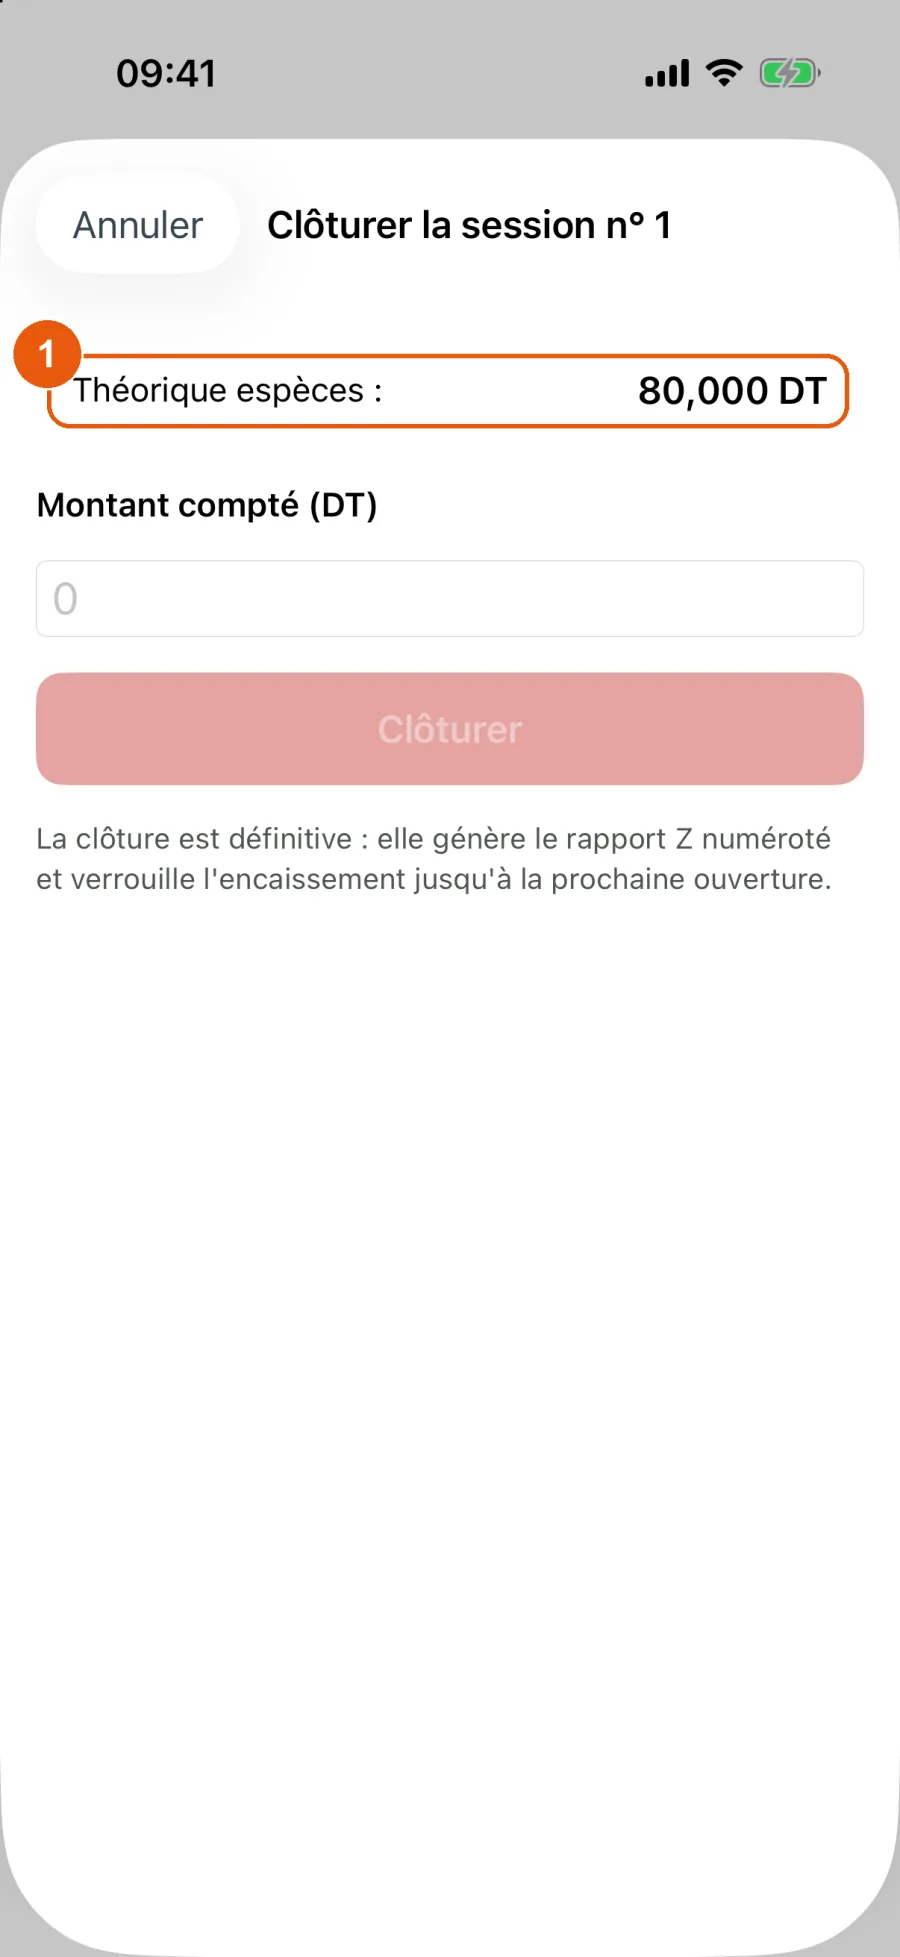 09:41
Annuler
Clôturer la session n° 1
1
Théorique espèces : 80,000 DT
Montant compté (DT)
0
Clôturer
La clôture est définitive : elle génère le rapport Z numéroté
et verrouille l'encaissement jusqu'à la prochaine ouverture.